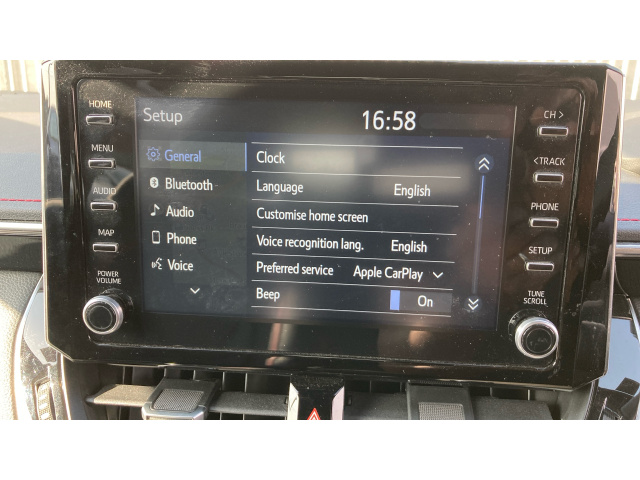 HOME
MENU
AUDIO
MAP
POWER
VOLUME
Setup
16:58
General
Bluetooth
Audio
Phone
Voice
Clock
Language English
Customise home screen
Voice recognition lang. English
Preferred service Apple CarPlay
Beep On
CH >
< TRACK
PHONE
SETUP
TUNE
SCROLL